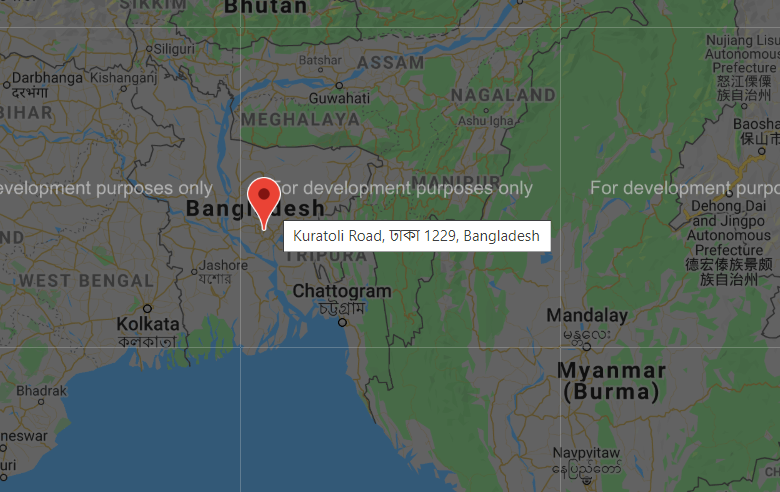 Bhutan
SIKKIM
Siliguri
Darbhanga
दरभंगा
Kishanganj
BIHAR
Batshar
ASSAM
Guwahati
NAGALAND
MEGHALAYA
Ashu Igha
Nujiang Lisu
Autonomous
Prefecture
怒江傈僳
族自治州
Baosha
保山市
MANIPUR
evelopment purposes only
For development purposes only
For development purposes only
Bangladesh
Kuratoli Road, ঢাকা 1229, Bangladesh
TRIPURA
Dehong Dai
and Jingpo
Autonomous
Prefecture
德宏傣族景颇
族自治州
ND
Jashore
যশোর
WEST BENGAL
Chattogram
চট্টগ্রাম
Kolkata
কলকাতা
Mandalay
မန္တလေး
Myanmar
(Burma)
Bhadrak
neswar
uri
Naypyitaw
နေပြည်တော်
CH